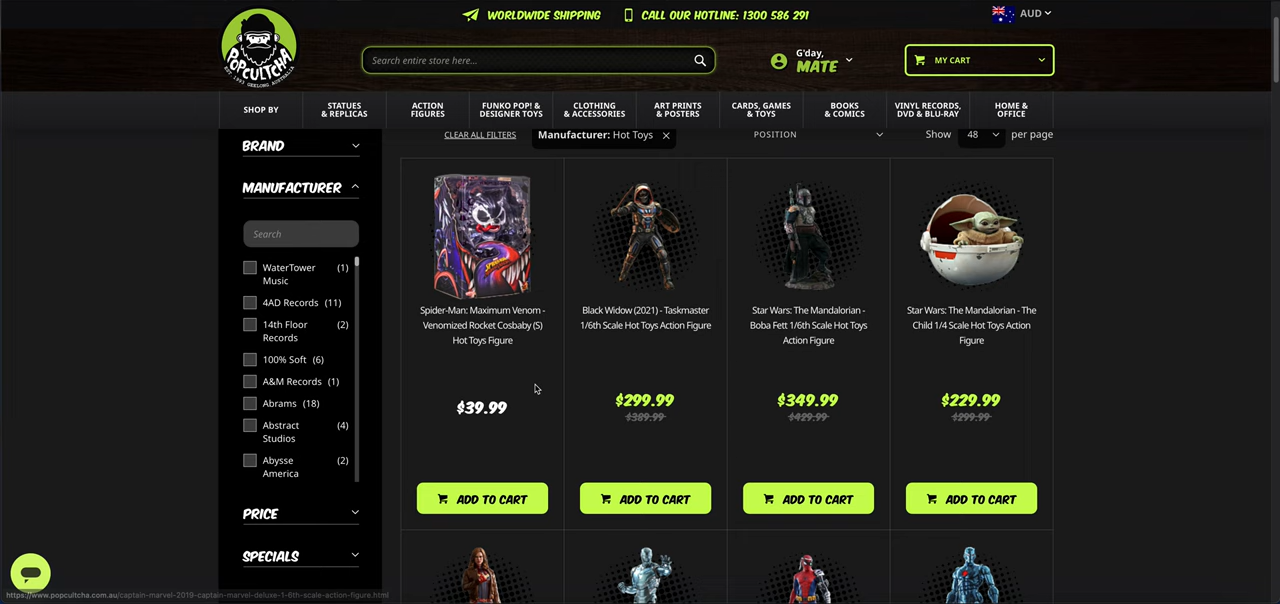 WORLDWIDE SHIPPING
CALL OUR HOTLINE: 1300 586 291
AUD
POPCULTCHA
EST. 1993 GEELONG, AUSTRALIA
Search entire store here...
G'day,
MATE
MY CART
SHOP BY
STATUES
& REPLICAS
ACTION
FIGURES
FUNKO POP! &
DESIGNER TOYS
CLOTHING
& ACCESSORIES
ART PRINTS
& POSTERS
CARDS, GAMES
& TOYS
BOOKS
& COMICS
VINYL RECORDS,
DVD & BLU-RAY
HOME &
OFFICE
CLEAR ALL FILTERS
Manufacturer: Hot Toys
POSITION
Show 48 per page
BRAND
MANUFACTURER
Search
WaterTower
Music (1)
4AD Records (11)
14th Floor
Records (2)
100% Soft (6)
A&M Records (1)
Abrams (18)
Abstract
Studios (4)
Abysse
America (2)
PRICE
SPECIALS
Spider-Man: Maximum Venom -
Venomized Rocket Cosbaby (S)
Hot Toys Figure
$39.99
ADD TO CART
Black Widow (2021) - Taskmaster
1/6th Scale Hot Toys Action Figure
$299.99
$389.99
ADD TO CART
Star Wars: The Mandalorian -
Boba Fett 1/6th Scale Hot Toys
Action Figure
$349.99
$429.99
ADD TO CART
Star Wars: The Mandalorian - The
Child 1/4 Scale Hot Toys Action
Figure
$229.99
$299.99
ADD TO CART
https://www.popcultcha.com.au/captain-marvel-2019-captain-marvel-deluxe-1-6th-scale-action-figure.html